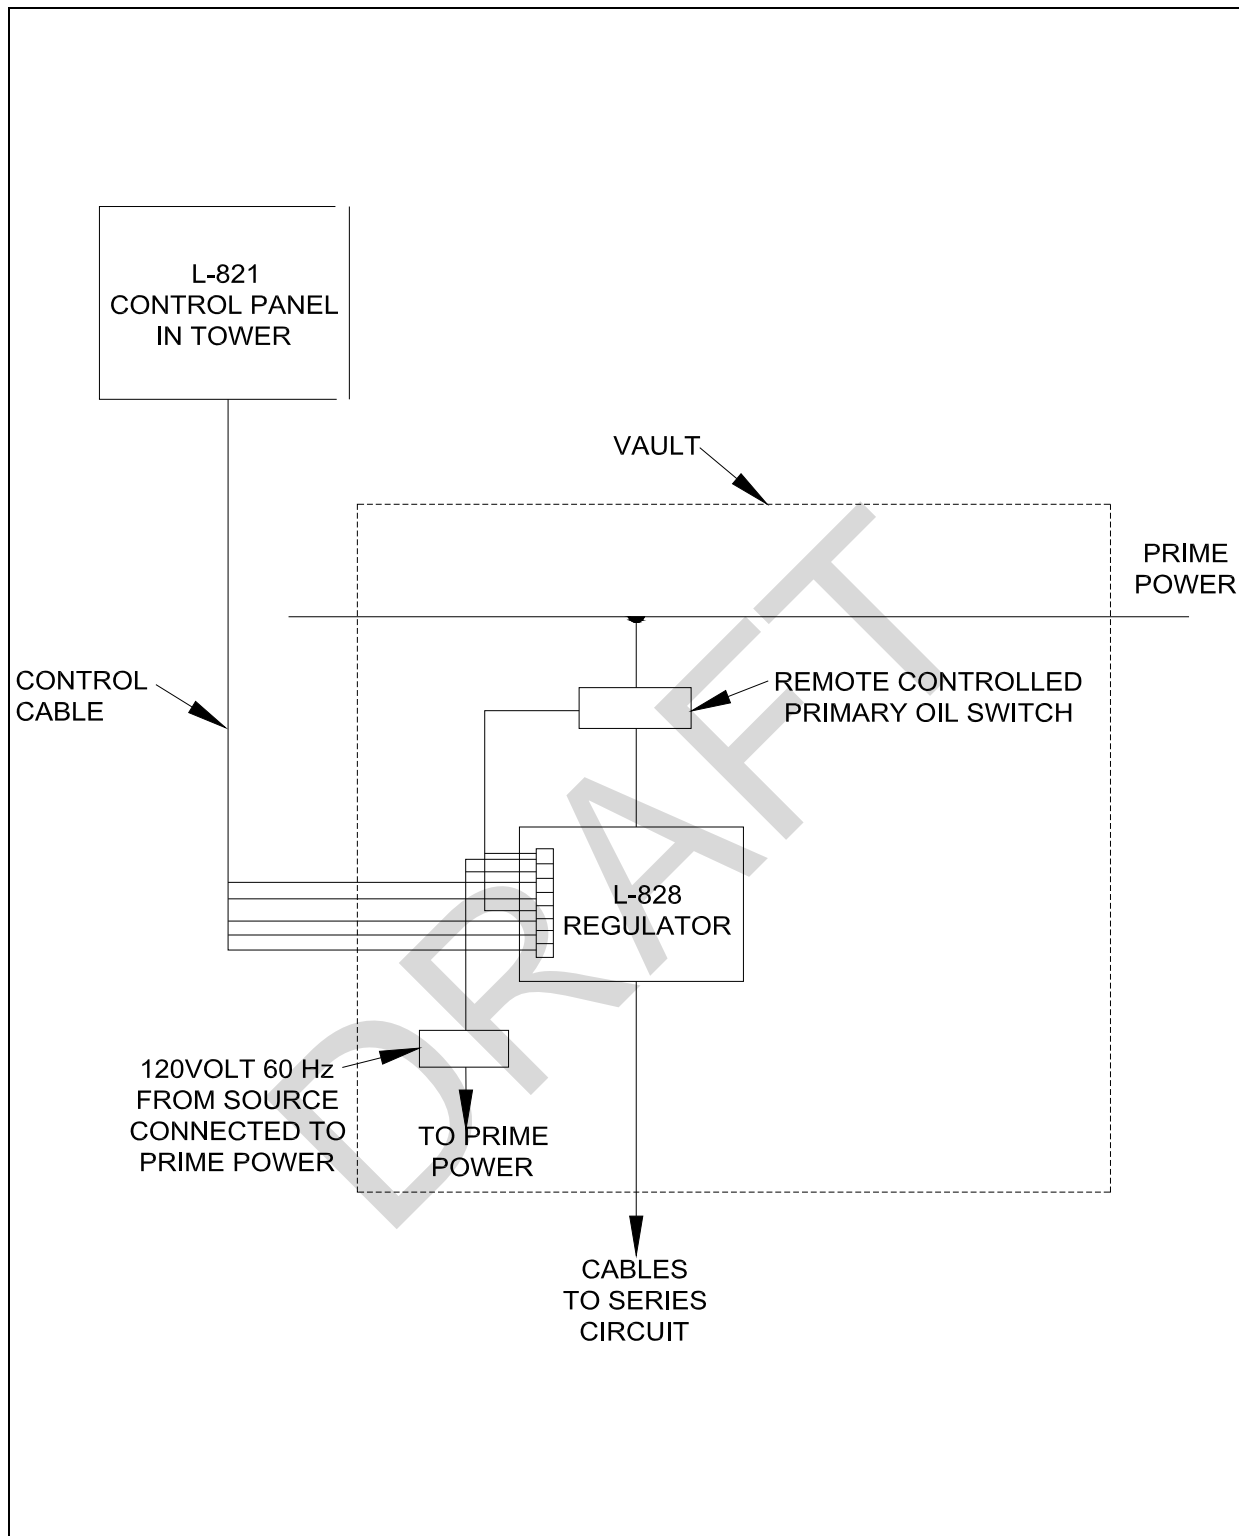 L-821
CONTROL PANEL
IN TOWER
VAULT
PRIME
POWER
CONTROL
CABLE
REMOTE CONTROLLED
PRIMARY OIL SWITCH
L-828
REGULATOR
120VOLT 60 Hz
FROM SOURCE
CONNECTED TO
PRIME POWER
TO PRIME
POWER
CABLES
TO SERIES
CIRCUIT
DRAFT